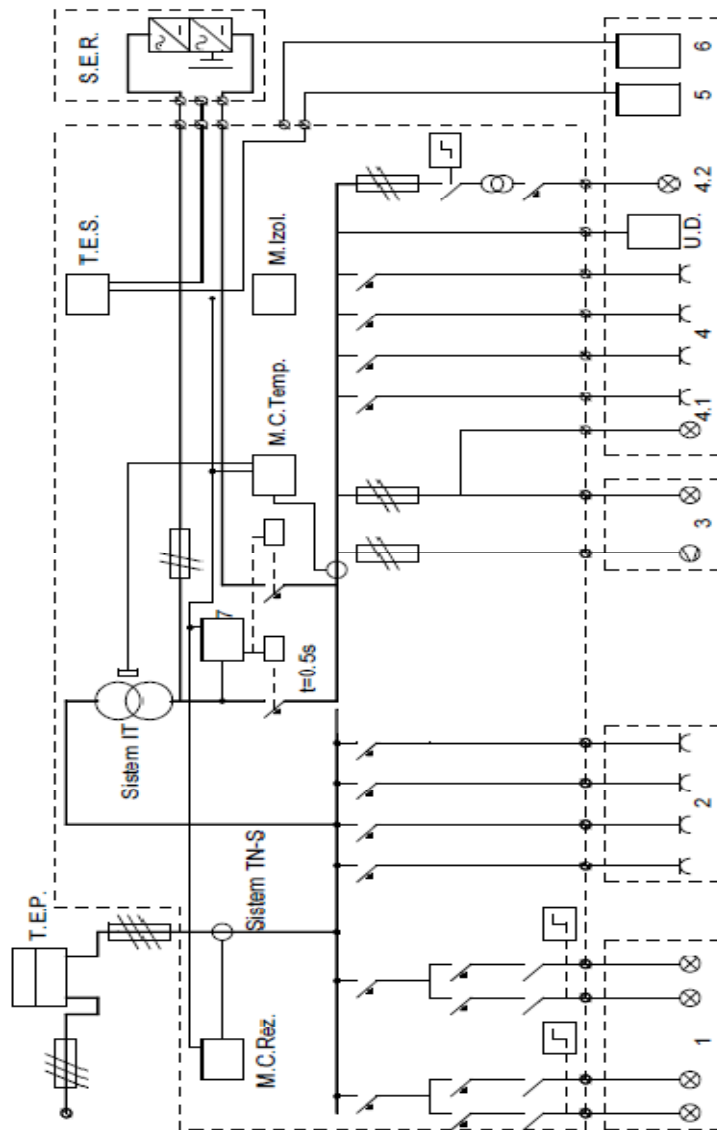 S.E.R.
T.E.S.
M.Izol.
M.C.Temp.
7
t=0.5s
Sistem IT
Sistem TN-S
T.E.P.
M.C.Rez.
6
5
4.2
U.D.
4
4.1
3
2
1